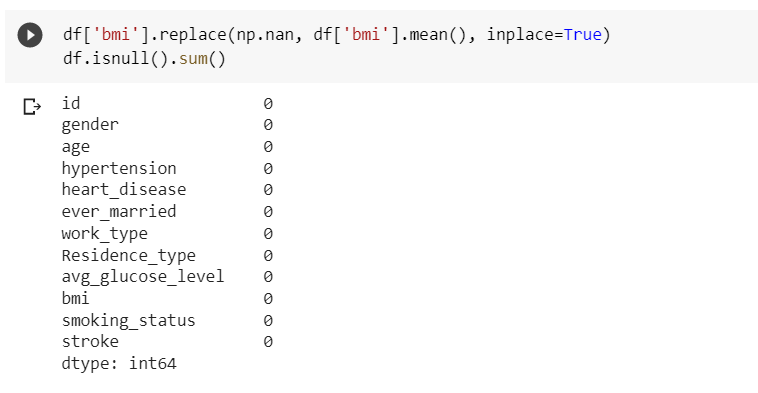 df['bmi'].replace(np.nan, df['bmi'].mean(), inplace=True)
df.isnull().sum()
id 0
gender 0
age 0
hypertension 0
heart_disease 0
ever_married 0
work_type 0
Residence_type 0
avg_glucose_level 0
bmi 0
smoking_status 0
stroke 0
dtype: int64